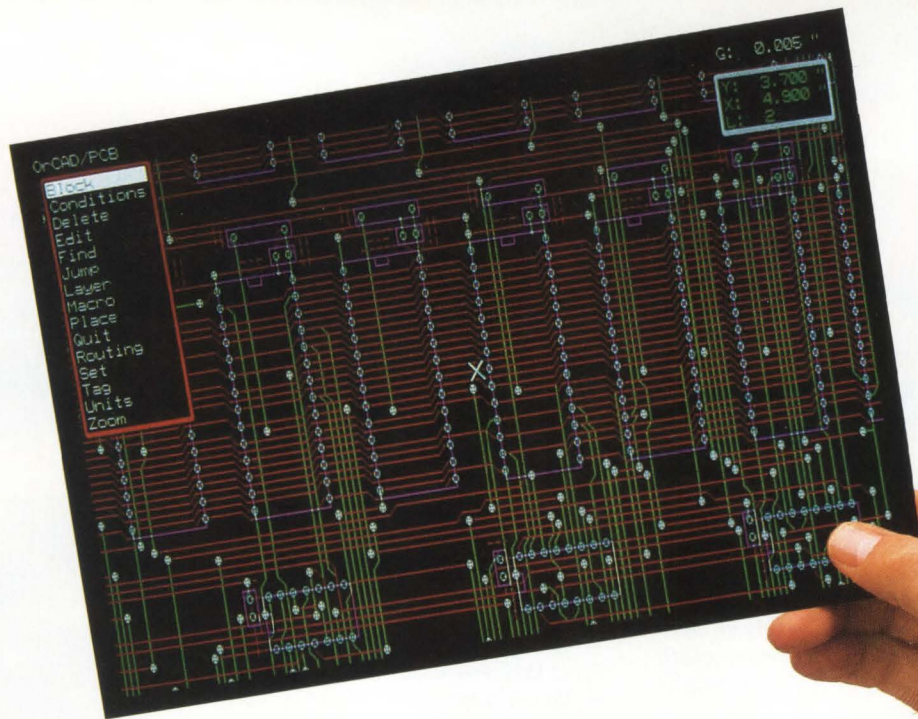 OrCAD/PCB
Block
Conditions
Delete
Edit
Find
Jump
Layer
Macro
Place
Quit
Routing
Set
Tag
Units
Zoom
G: 0.005 "
Y: 3.700 "
X: 4.900 "
L: 2